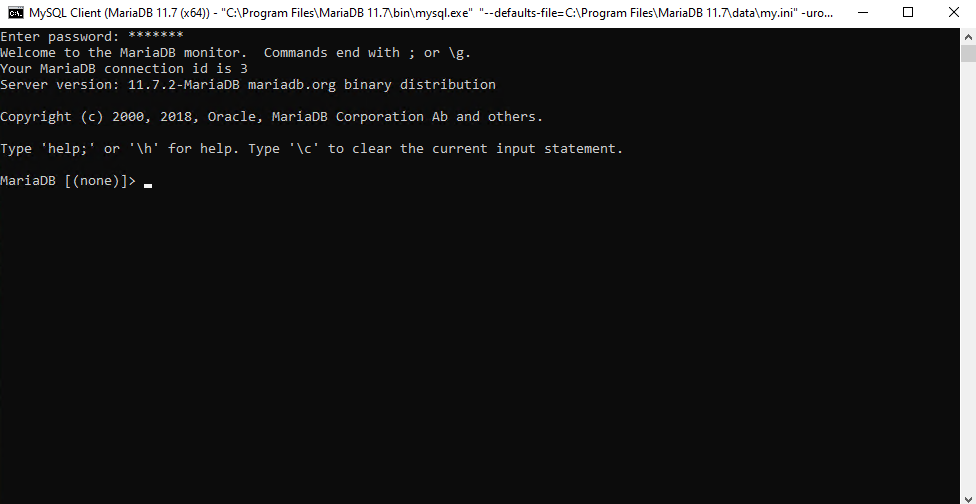 MySQL Client (MariaDB 11.7 (x64)) - "C:\Program Files\MariaDB 11.7\bin\mysql.exe" "--defaults-file=C:\Program Files\MariaDB 11.7\data\my.ini" -uro...
Enter password: *******
Welcome to the MariaDB monitor.  Commands end with ; or \g.
Your MariaDB connection id is 3
Server version: 11.7.2-MariaDB mariadb.org binary distribution
Copyright (c) 2000, 2018, Oracle, MariaDB Corporation Ab and others.
Type 'help;' or '\h' for help. Type '\c' to clear the current input statement.
MariaDB [(none)]> _